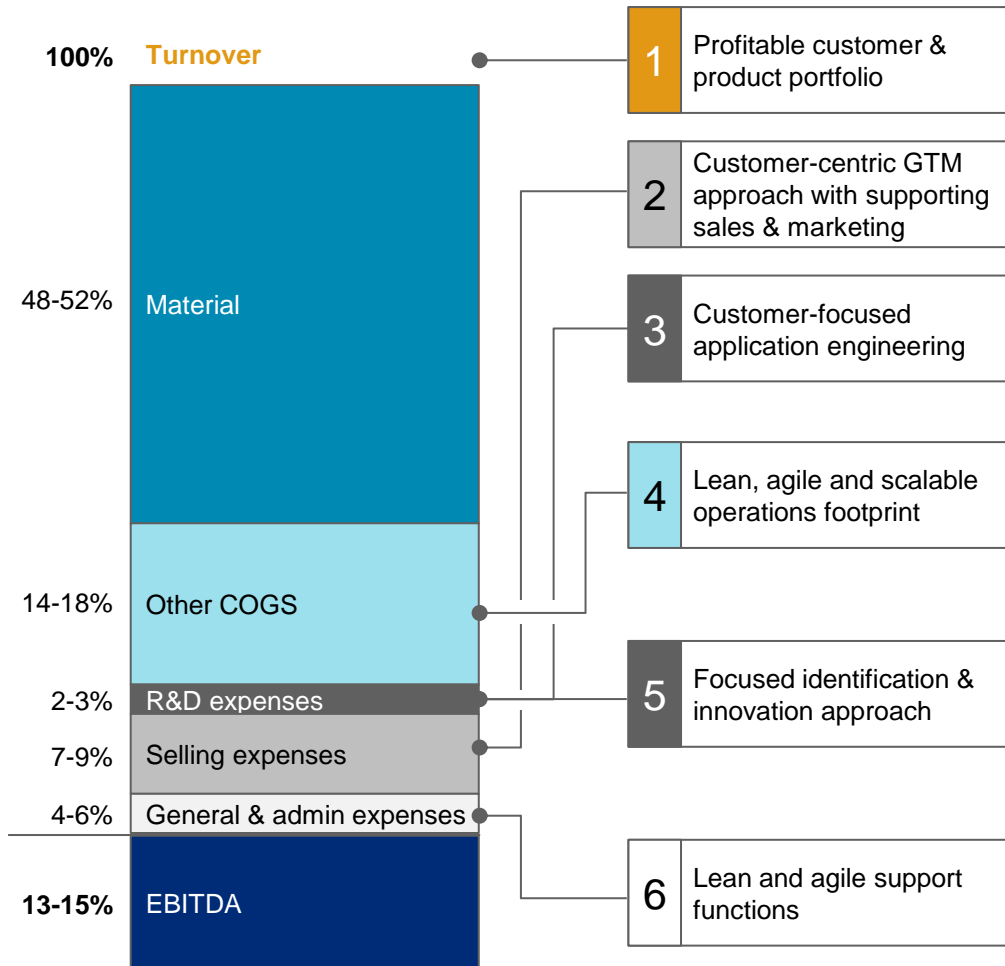 100% Turnover
48-52% Material
14-18% Other COGS
2-3% R&D expenses
7-9% Selling expenses
4-6% General & admin expenses
13-15% EBITDA
1 Profitable customer &
product portfolio
2 Customer-centric GTM
approach with supporting
sales & marketing
3 Customer-focused
application engineering
4 Lean, agile and scalable
operations footprint
5 Focused identification &
innovation approach
6 Lean and agile support
functions